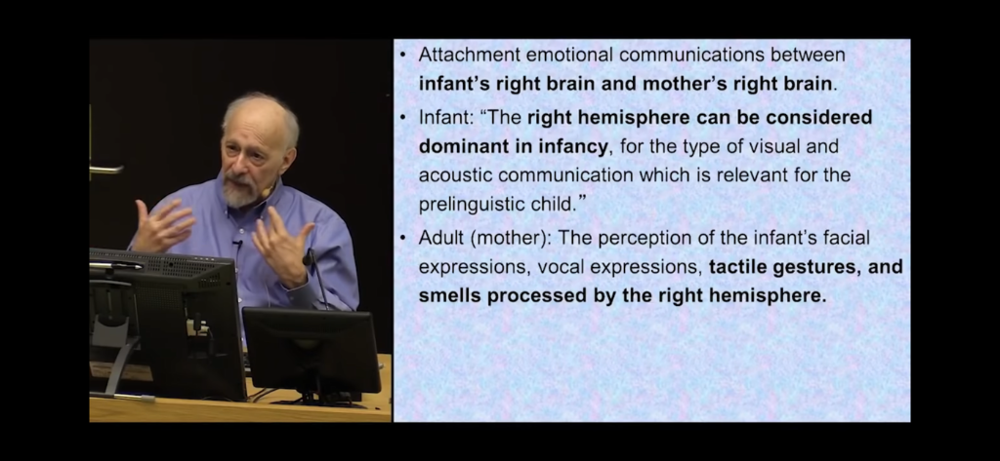 • Attachment emotional communications between
infant's right brain and mother's right brain.
• Infant: “The right hemisphere can be considered
dominant in infancy, for the type of visual and
acoustic communication which is relevant for the
prelinguistic child.”
• Adult (mother): The perception of the infant's facial
expressions, vocal expressions, tactile gestures, and
smells processed by the right hemisphere.